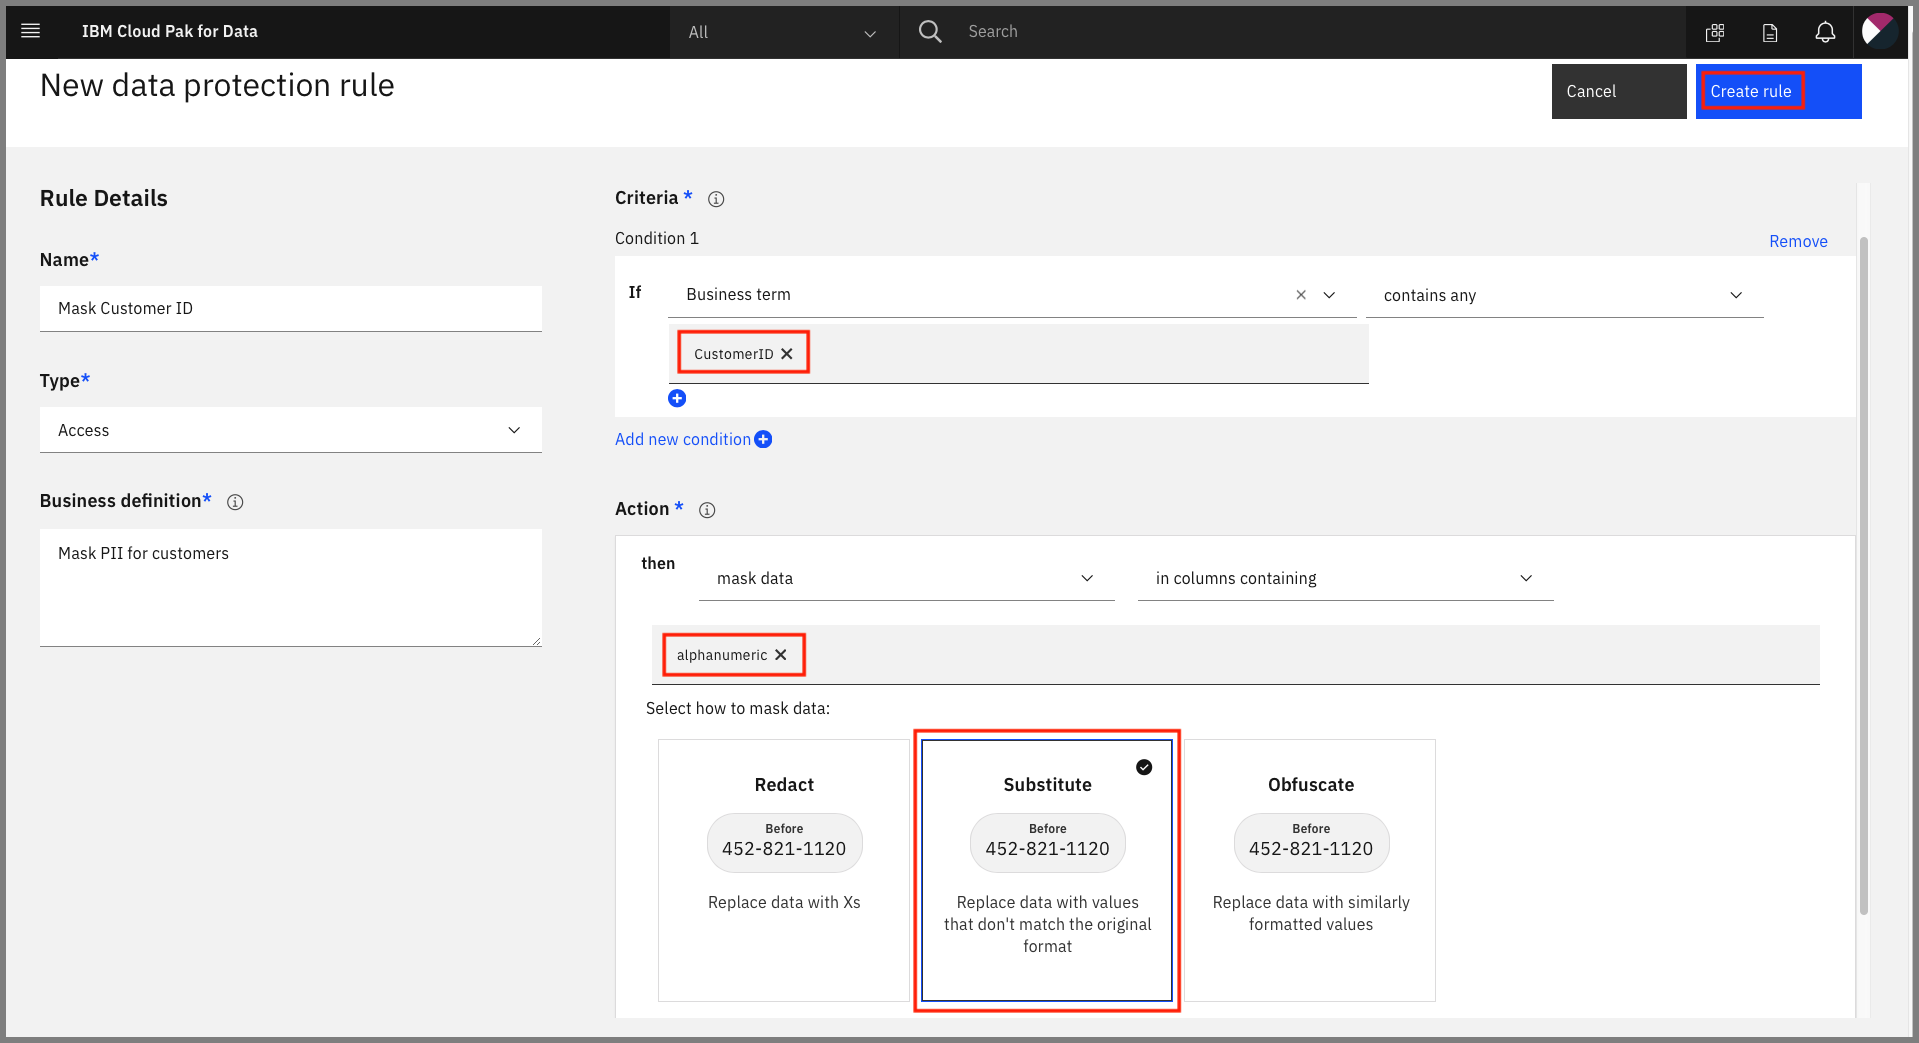 IBM Cloud Pak for Data
All
Search
New data protection rule
Cancel
Create rule
Rule Details
Name*
Mask Customer ID
Type*
Access
Business definition*
Mask PII for customers
Criteria *
Condition 1
Remove
If
Business term
contains any
CustomerID
Add new condition
Action *
then
mask data
in columns containing
alphanumeric
Select how to mask data:
Redact
Before
452-821-1120
Replace data with Xs
Substitute
Before
452-821-1120
Replace data with values
that don't match the original
format
Obfuscate
Before
452-821-1120
Replace data with similarly
formatted values